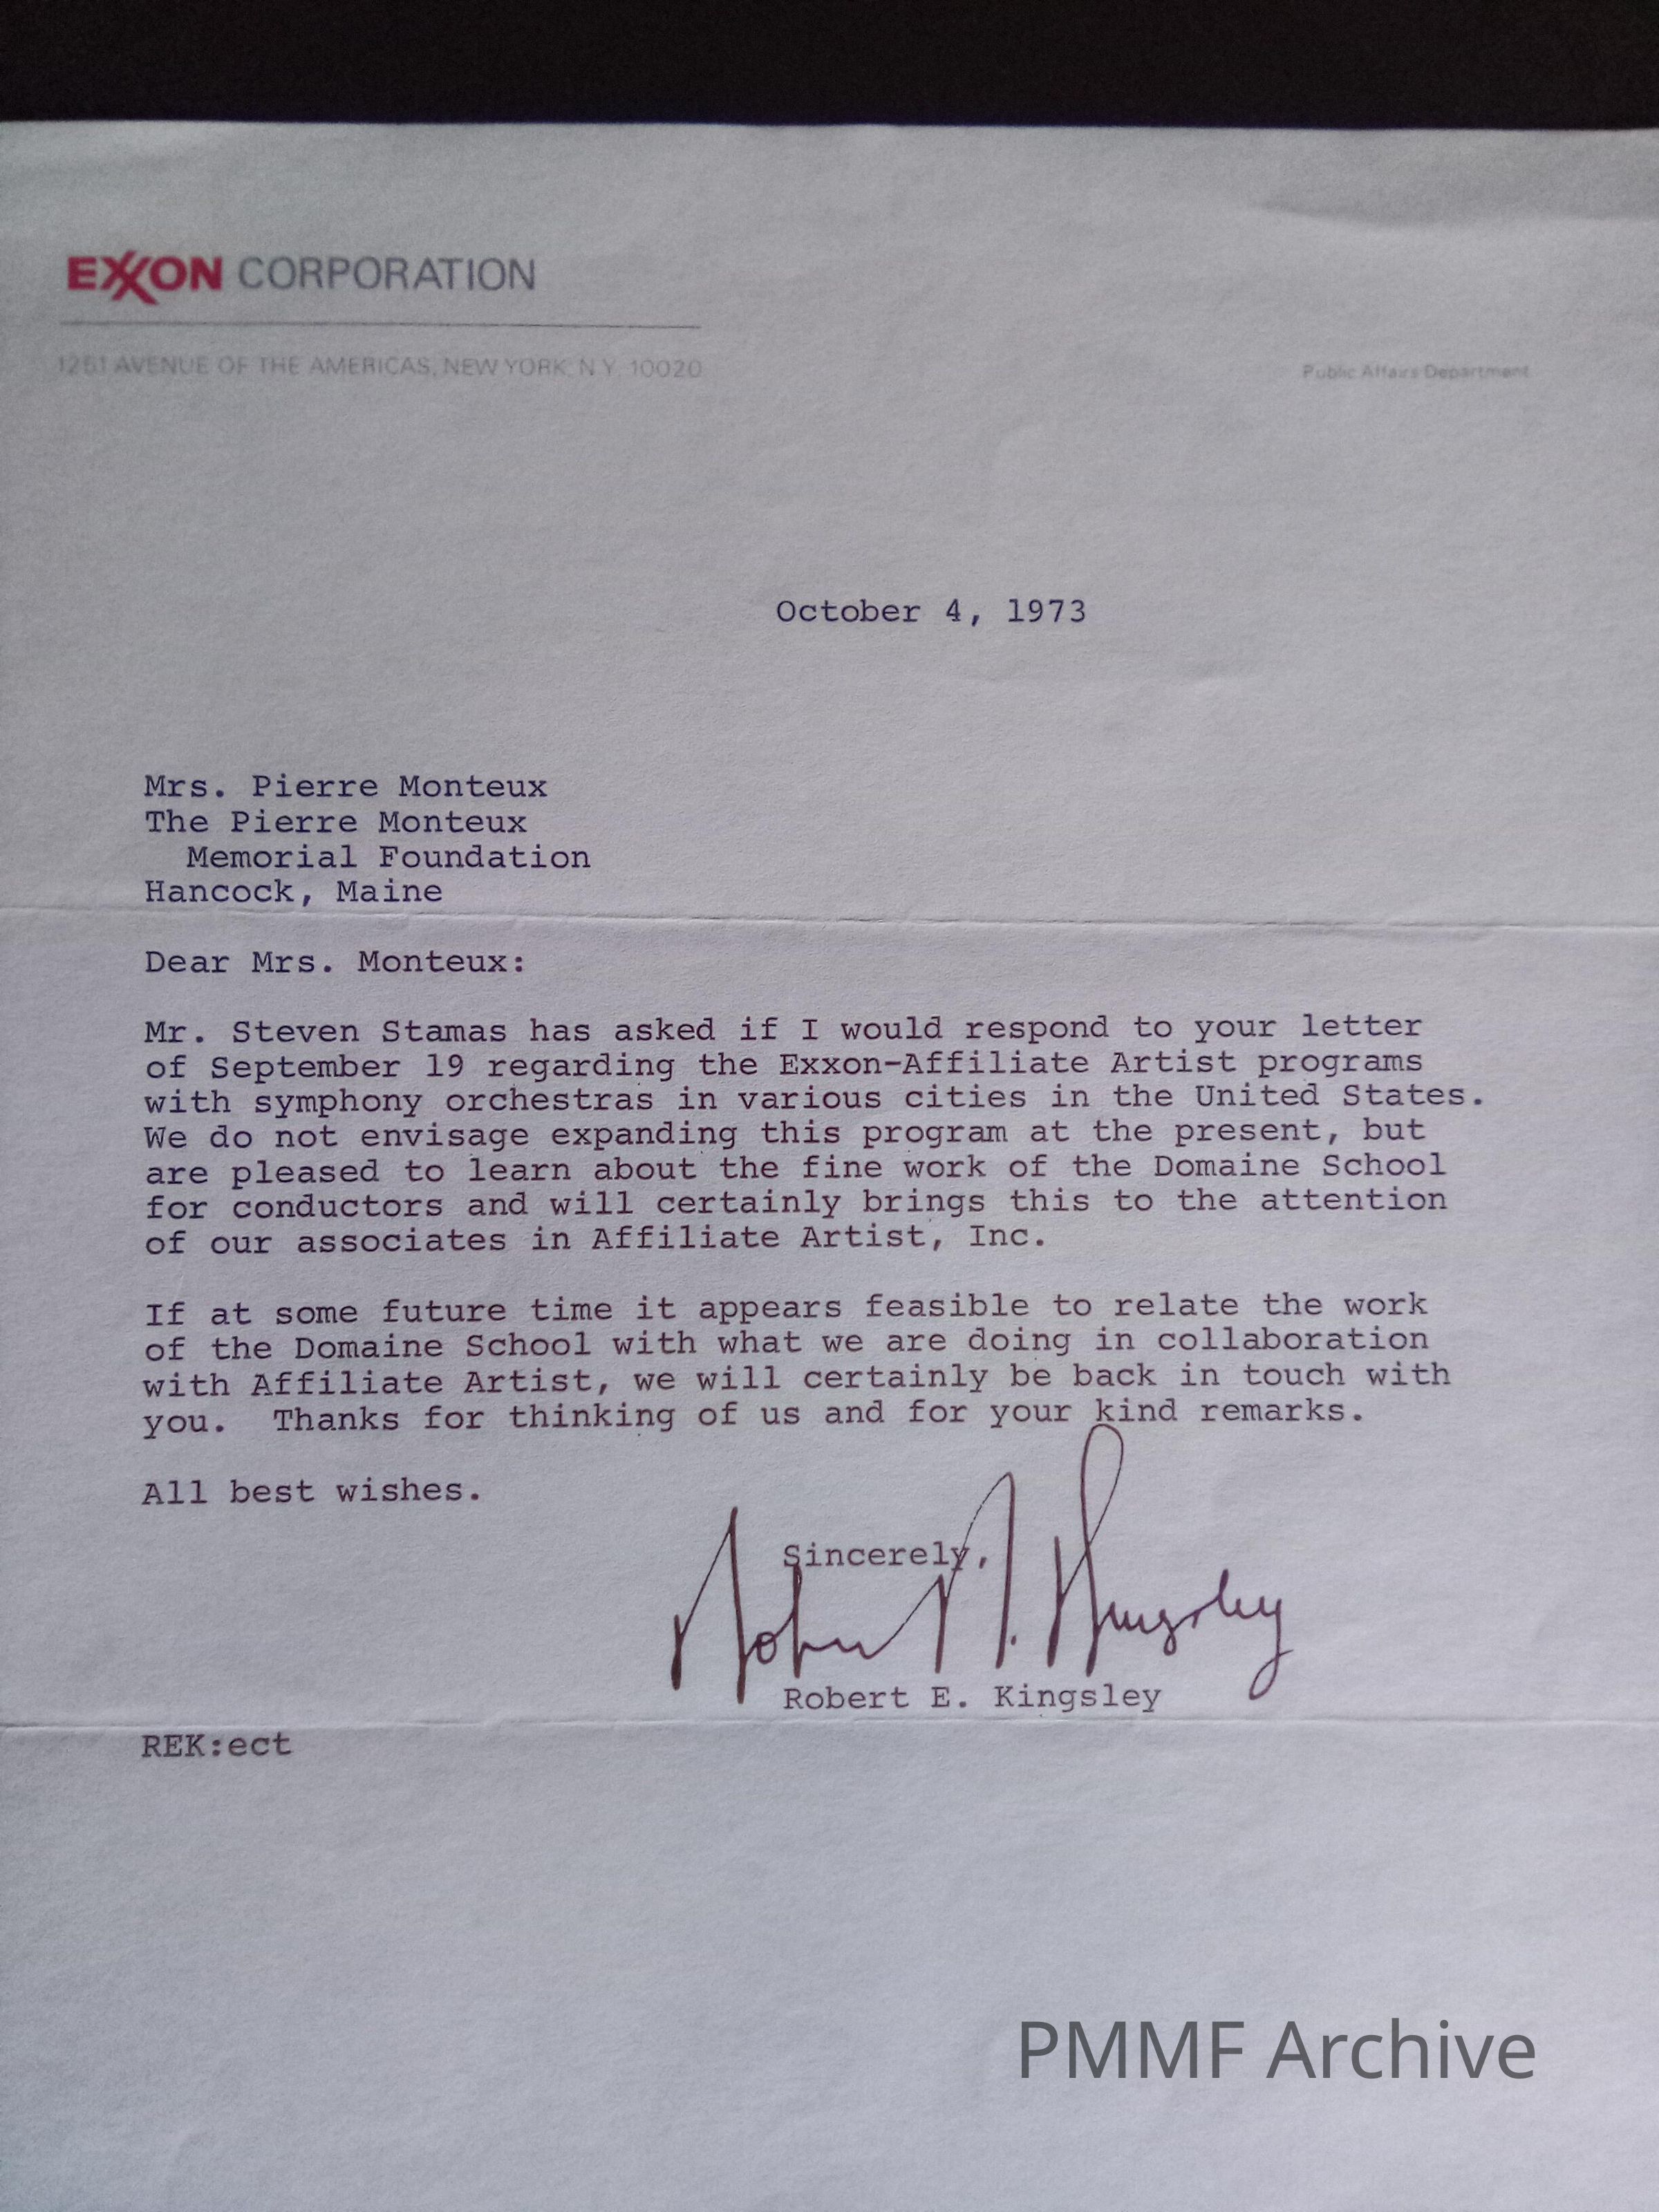 EXXON CORPORATION
1251 AVENUE OF THE AMERICAS, NEW YORK, N.Y. 10020
Public Affairs Department
October 4, 1973
Mrs. Pierre Monteux
The Pierre Monteux
Memorial Foundation
Hancock, Maine
Dear Mrs. Monteux:
Mr. Steven Stamas has asked if I would respond to your letter
of September 19 regarding the Exxon-Affiliate Artist programs
with symphony orchestras in various cities in the United States.
We do not envisage expanding this program at the present, but
are pleased to learn about the fine work of the Domaine School
for conductors and will certainly brings this to the attention
of our associates in Affiliate Artist, Inc.
If at some future time it appears feasible to relate the work
of the Domaine School with what we are doing in collaboration
with Affiliate Artist, we will certainly be back in touch with
you. Thanks for thinking of us and for your kind remarks.
All best wishes.
Sincerely,
Robert E. Kingsley
Robert E. Kingsley
REK:ect
PMMF Archive